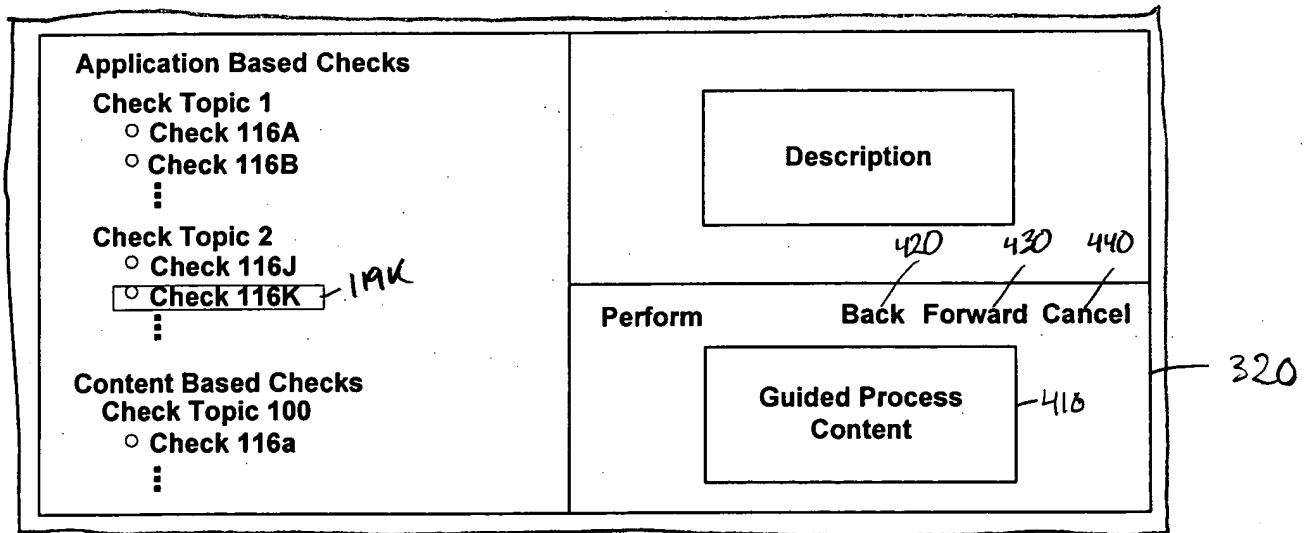 Application Based Checks
Check Topic 1
Check 116A
Check 116B
Check Topic 2
Check 116J
Check 116K
119K
Content Based Checks
Check Topic 100
Check 116a
Description
420 430 440
Perform Back Forward Cancel
Guided Process
Content
410
320